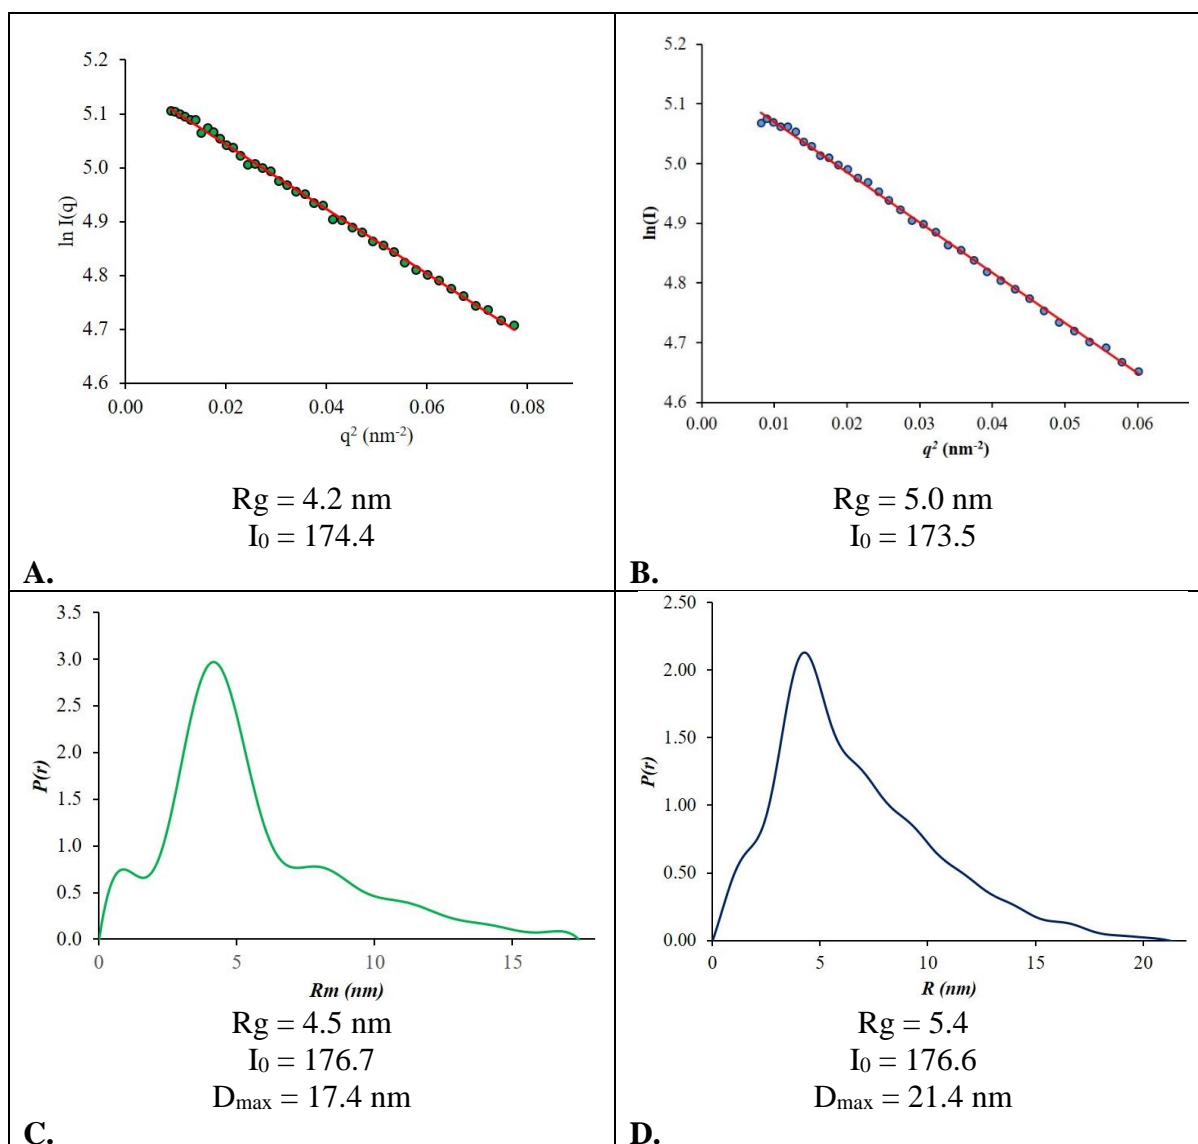 5.2
5.1
5.0
4.9
4.8
4.7
4.6
ln I(q)
0.00 0.02 0.04 0.06 0.08
q² (nm⁻²)
Rg = 4.2 nm
I₀ = 174.4
A.
5.2
5.1
5.0
4.9
4.8
4.7
4.6
ln(I)
0.00 0.01 0.02 0.03 0.04 0.05 0.06
q² (nm⁻²)
Rg = 5.0 nm
I₀ = 173.5
B.
3.5
3.0
2.5
2.0
1.5
1.0
0.5
0.0
P(r)
0 5 10 15
Rm (nm)
Rg = 4.5 nm
I₀ = 176.7
Dₘₐₓ = 17.4 nm
C.
2.50
2.00
1.50
1.00
0.50
0.00
P(r)
0 5 10 15 20
R (nm)
Rg = 5.4
I₀ = 176.6
Dₘₐₓ = 21.4 nm
D.